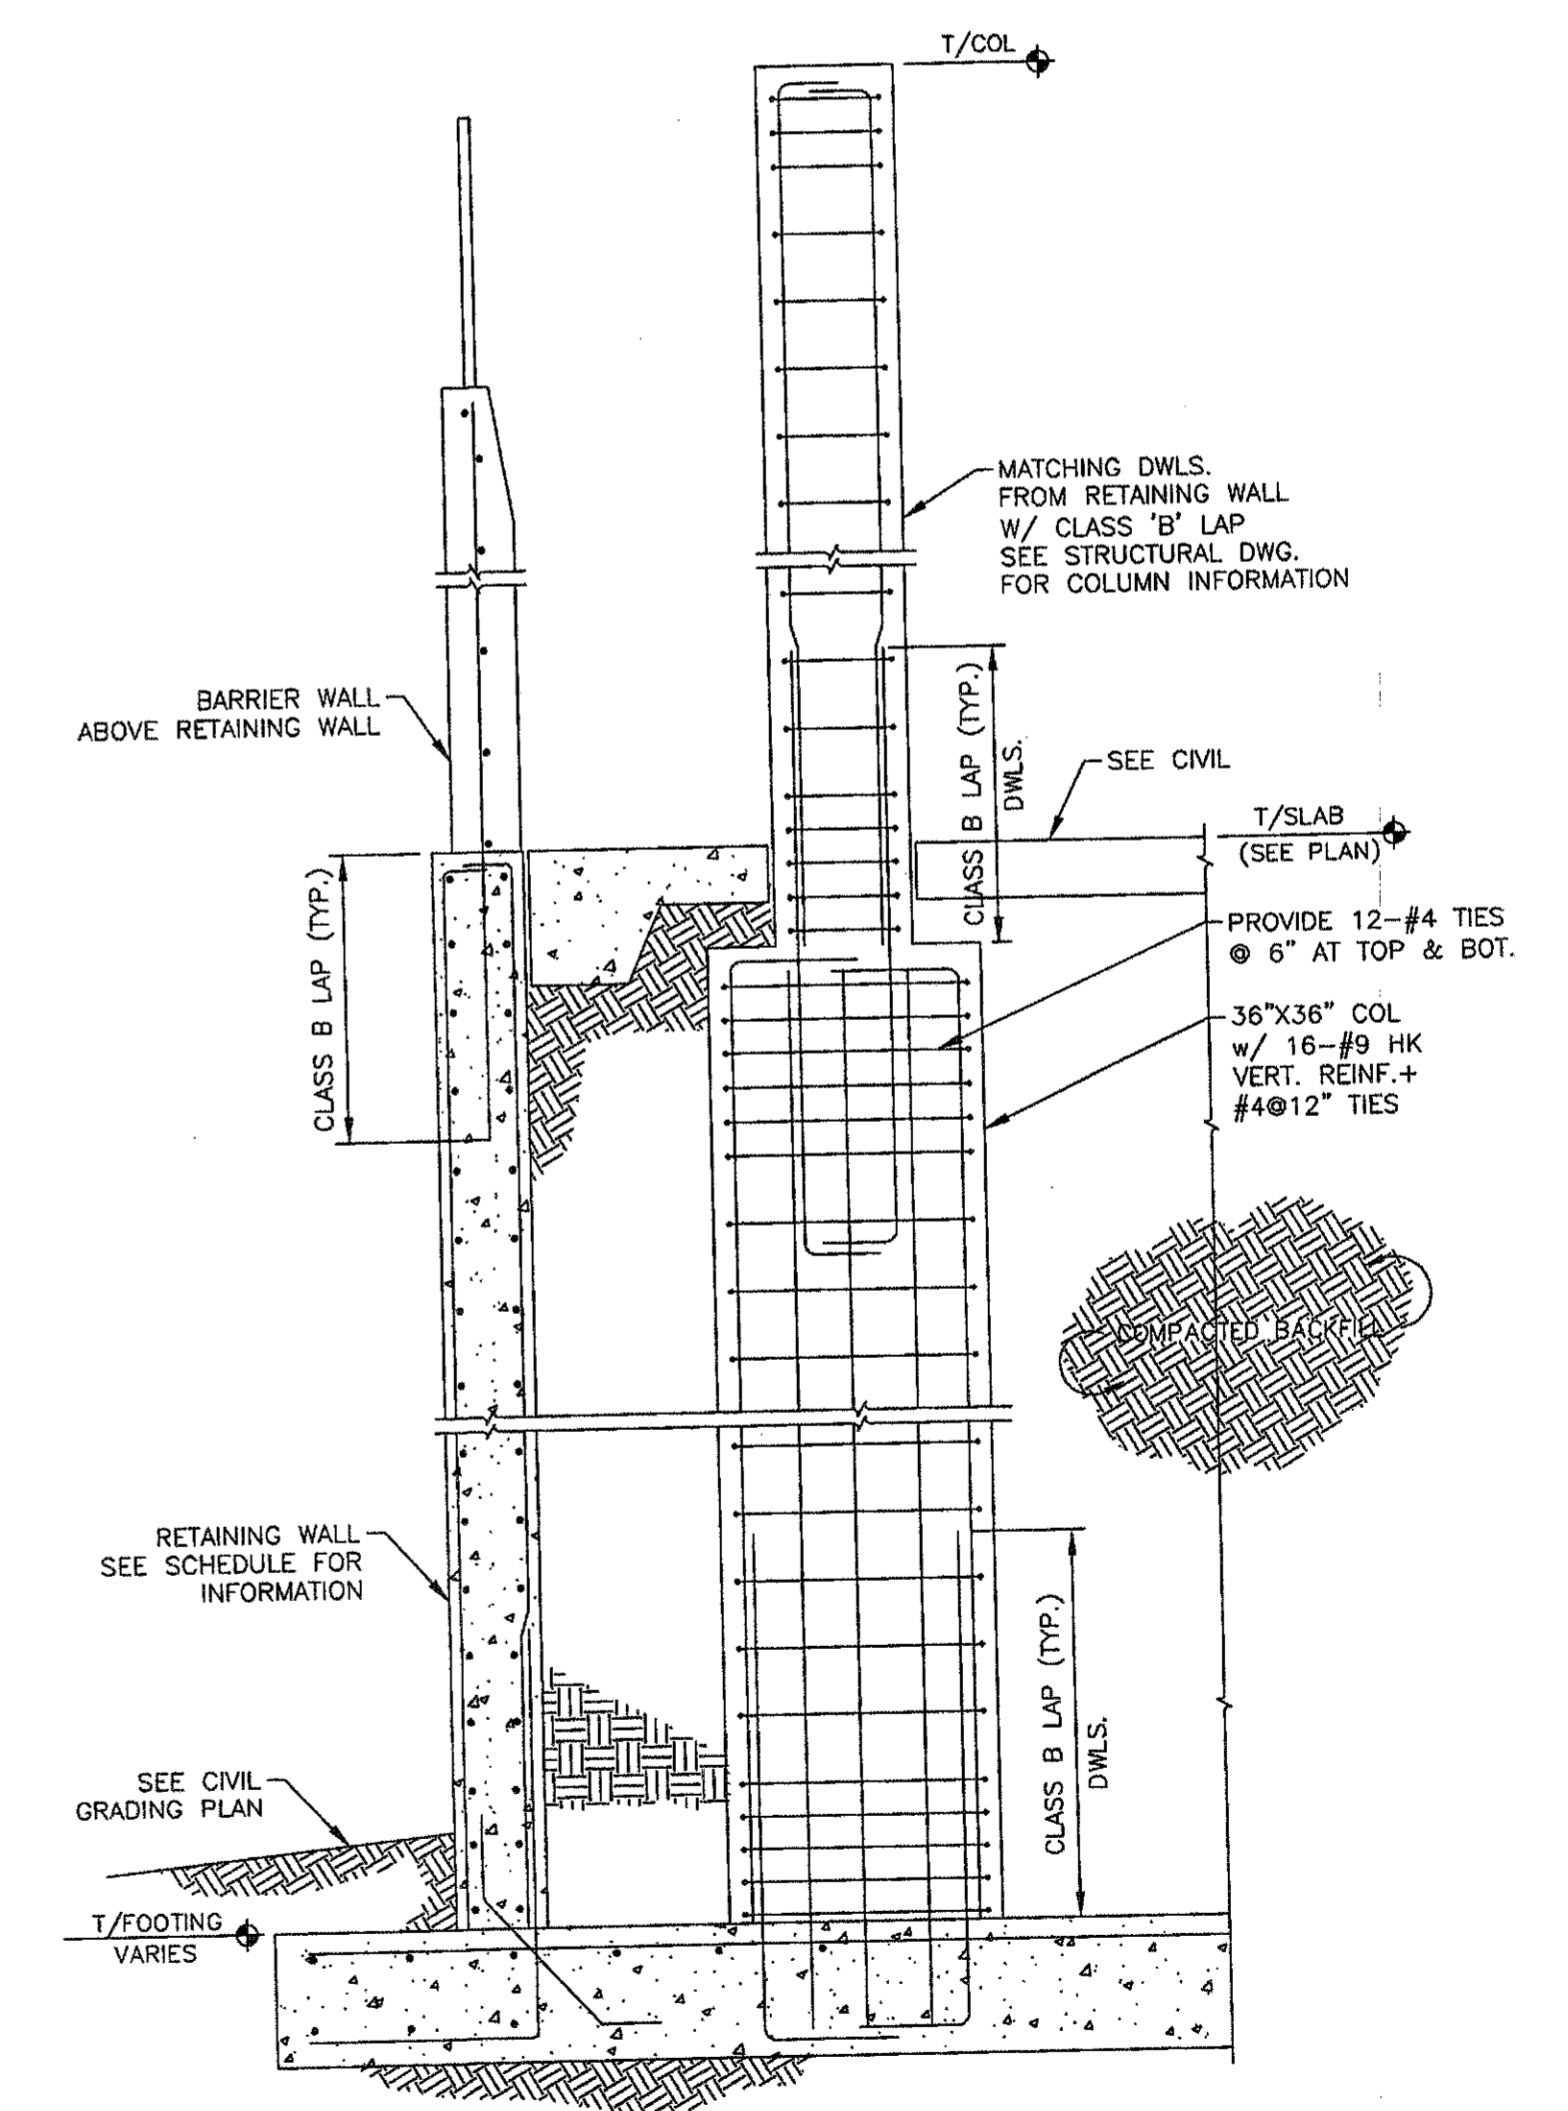 T/COL
MATCHING DWLS.
FROM RETAINING WALL
W/ CLASS 'B' LAP
SEE STRUCTURAL DWG.
FOR COLUMN INFORMATION
BARRIER WALL
ABOVE RETAINING WALL
CLASS B LAP (TYP.)
DWLS.
SEE CIVIL
T/SLAB
(SEE PLAN)
CLASS B LAP (TYP.)
PROVIDE 12-#4 TIES
@ 6" AT TOP & BOT.
36"X36" COL
w/ 16-#9 HK
VERT. REINF.+
#4@12" TIES
COMPACTED BACKFILL
RETAINING WALL
SEE SCHEDULE FOR
INFORMATION
CLASS B LAP (TYP.)
DWLS.
SEE CIVIL
GRADING PLAN
T/FOOTING
VARIES